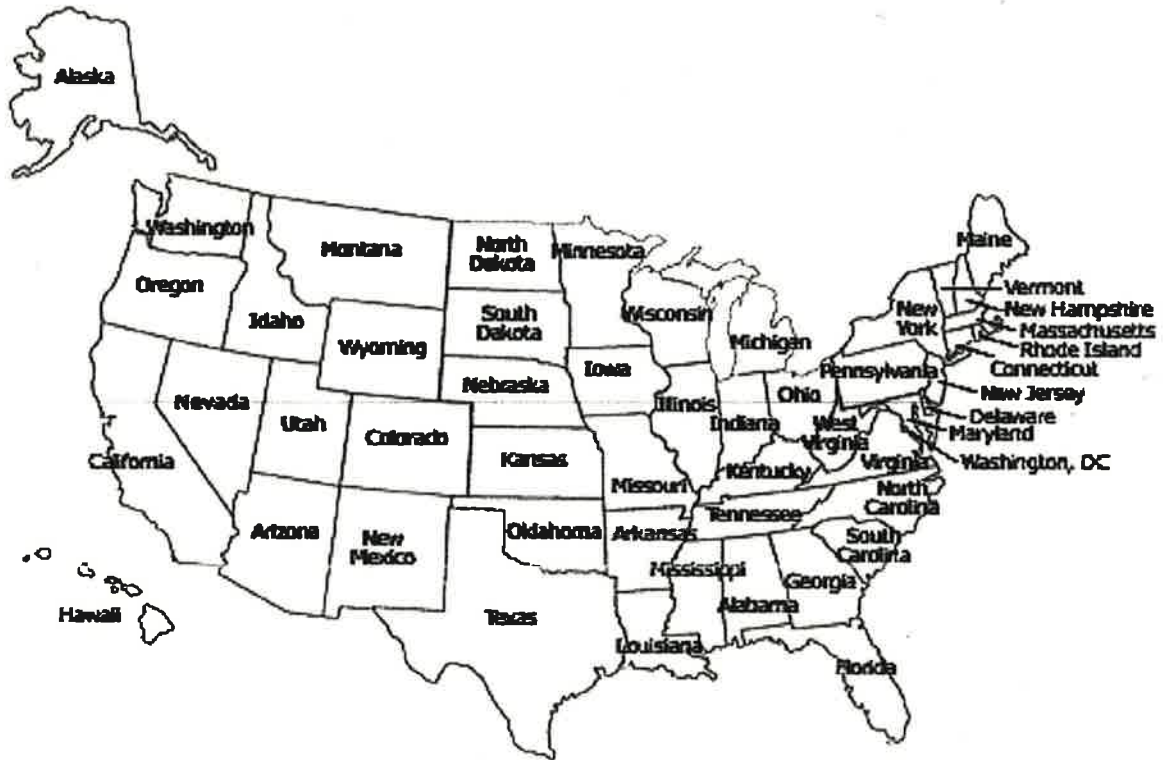 Alaska
Washington
Montana
North
Dakota
Minnesota
Maine
Oregon
Idaho
Vermont
New Hampshire
New
York
Massachusetts
Rhode Island
Connecticut
South
Dakota
Wisconsin
Michigan
Wyoming
Iowa
Pennsylvania
New Jersey
Nebraska
Ohio
Nevada
Illinois
Indiana
Delaware
Maryland
Utah
Colorado
West
Virginia
California
Kansas
Virginia
Washington, DC
Kentucky
Missouri
North
Carolina
Tennessee
Arizona
New
Mexico
Oklahoma
Arkansas
South
Carolina
Mississippi
Georgia
Alabama
Hawaii
Texas
Louisiana
Florida